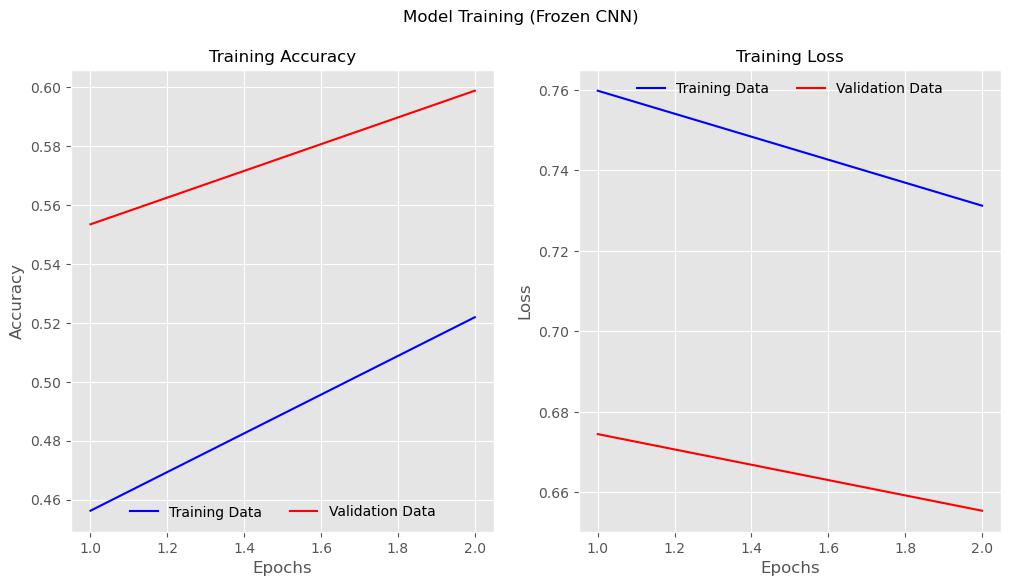 Model Training (Frozen CNN)
Training Accuracy
0.60
0.58
0.56
0.54
0.52
0.50
0.48
0.46
Accuracy
Training Data
Validation Data
1.0 1.2 1.4 1.6 1.8 2.0
Epochs
Training Loss
Training Data
Validation Data
0.76
0.74
0.72
0.70
0.68
0.66
Loss
1.0 1.2 1.4 1.6 1.8 2.0
Epochs